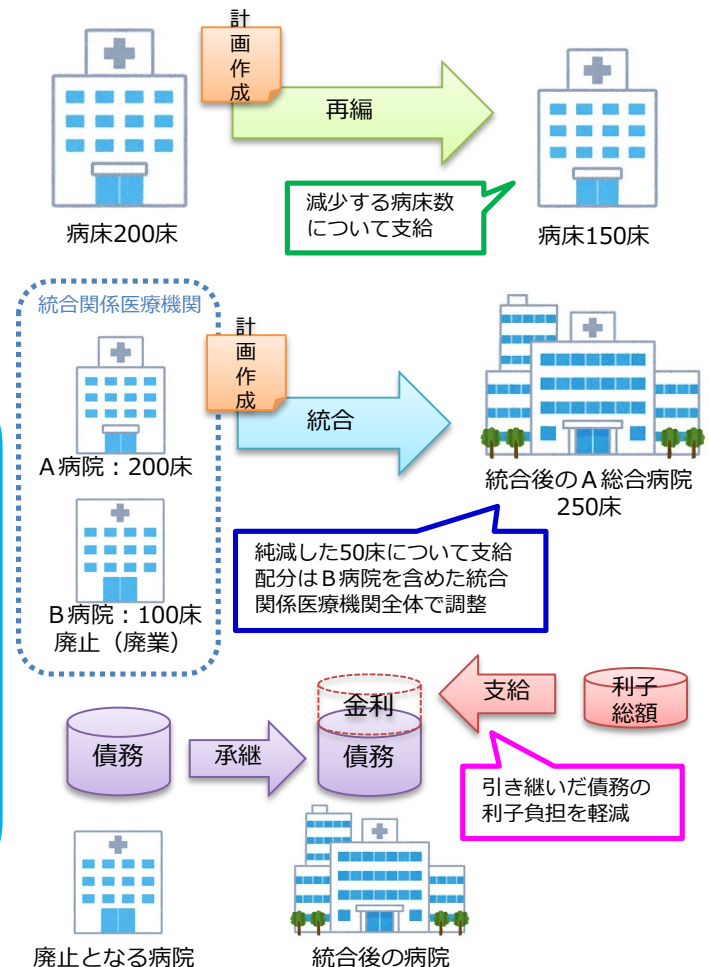 計画作成
再編
減少する病床数
について支給
病床200床
病床150床
統合関係医療機関
計画作成
統合
A病院：200床
B病院：100床
廃止（廃業）
統合後のA総合病院
250床
純減した50床について支給
配分はB病院を含めた統合
関係医療機関全体で調整
債務
承継
金利
債務
支給
利子
総額
引き継いだ債務の
利子負担を軽減
廃止となる病院
統合後の病院